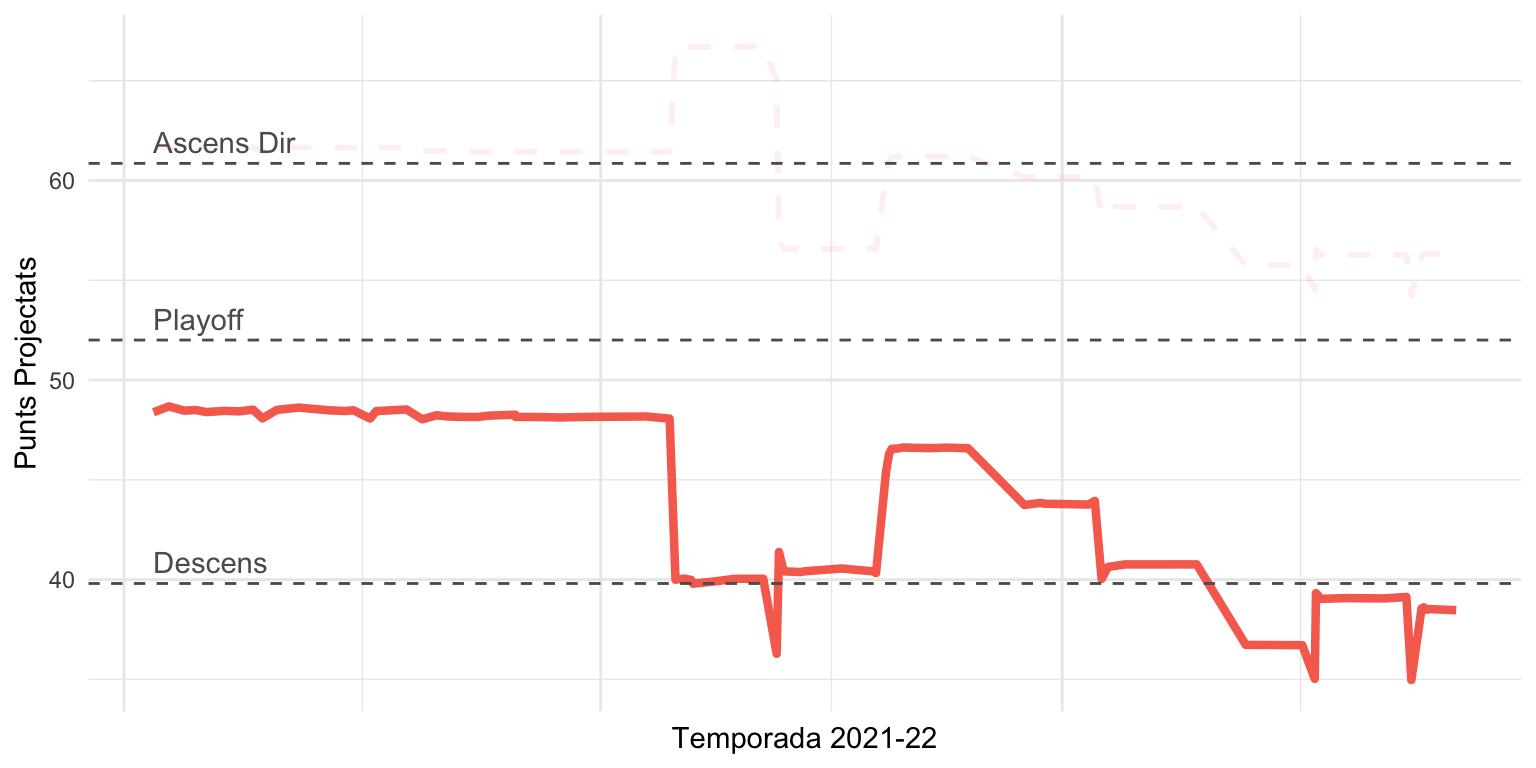 Ascens Dir
60
Playoff
50
Descens
40
Punts Projectats
Temporada 2021-22